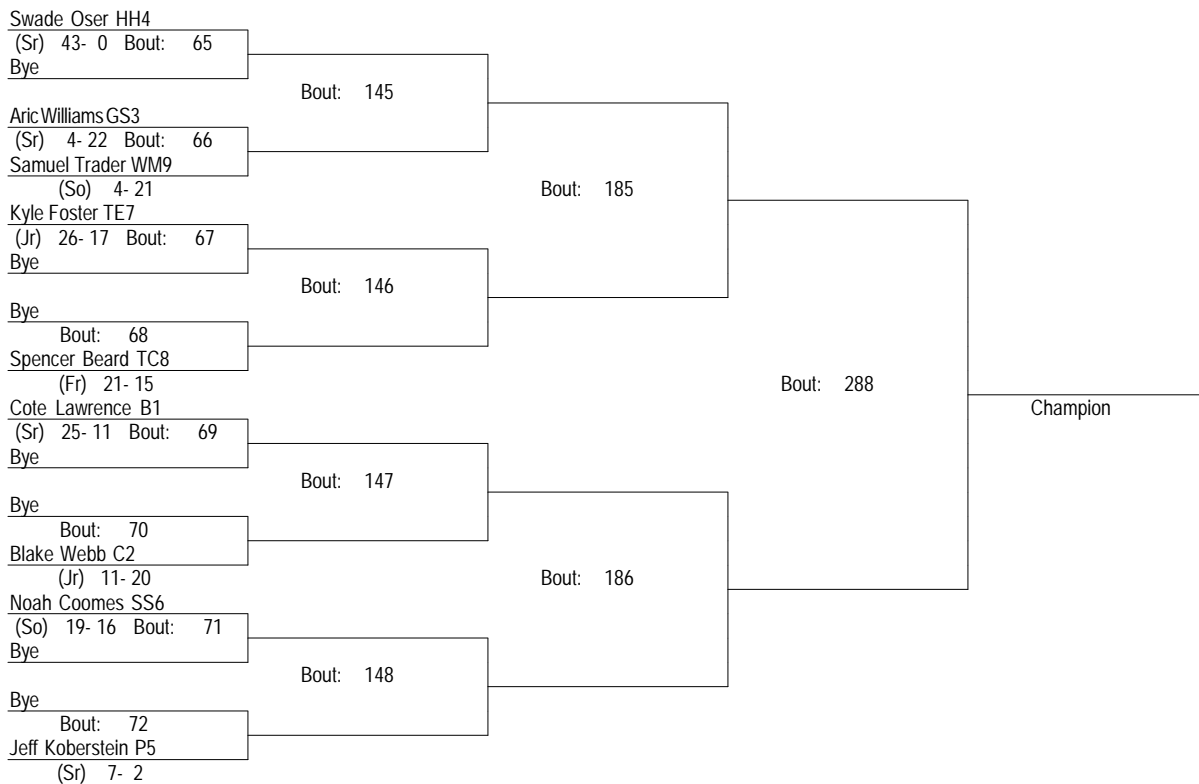 Swade Oser HH4
(Sr) 43- 0 Bout: 65
Bye
Bout: 145
Aric Williams GS3
(Sr) 4- 22 Bout: 66
Samuel Trader WM9
(So) 4- 21
Bout: 185
Kyle Foster TE7
(Jr) 26- 17 Bout: 67
Bye
Bout: 146
Bye
Bout: 68
Spencer Beard TC8
(Fr) 21- 15
Bout: 288
Champion
Cote Lawrence B1
(Sr) 25- 11 Bout: 69
Bye
Bout: 147
Bye
Bout: 70
Blake Webb C2
(Jr) 11- 20
Bout: 186
Noah Coomes SS6
(So) 19- 16 Bout: 71
Bye
Bout: 148
Bye
Bout: 72
Jeff Koberstein P5
(Sr) 7- 2